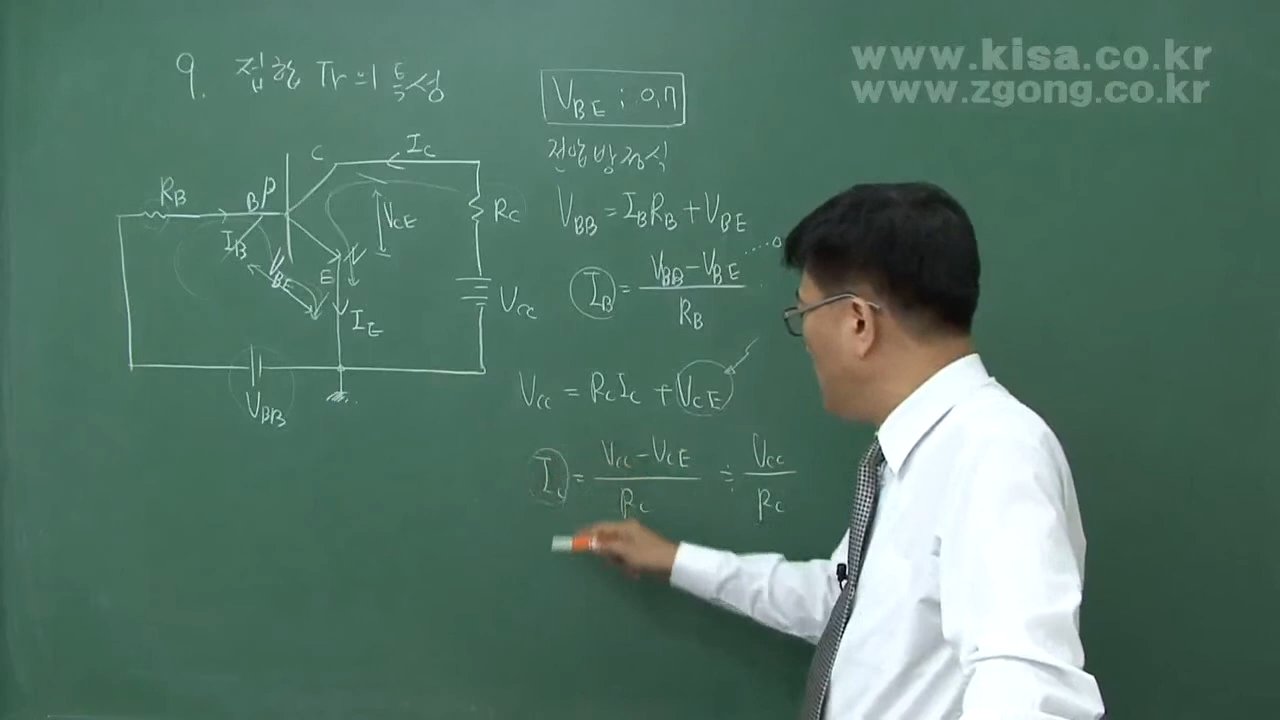 www.kisa.co.kr
www.zgong.co.kr
9. 접합 Tr의 특성
V_BE : 0.7
전압방정식
V_BB = I_B R_B + V_BE
I_B = (V_BB - V_BE) / R_B
V_CC = R_C I_C + V_CE
I_C = (V_CC - V_CE) / R_C ≒ V_CC / R_C
C
I_C
R_B
B
P
I_B
V_BE
E
V_CE
R_C
V_CC
I_E
V_BB